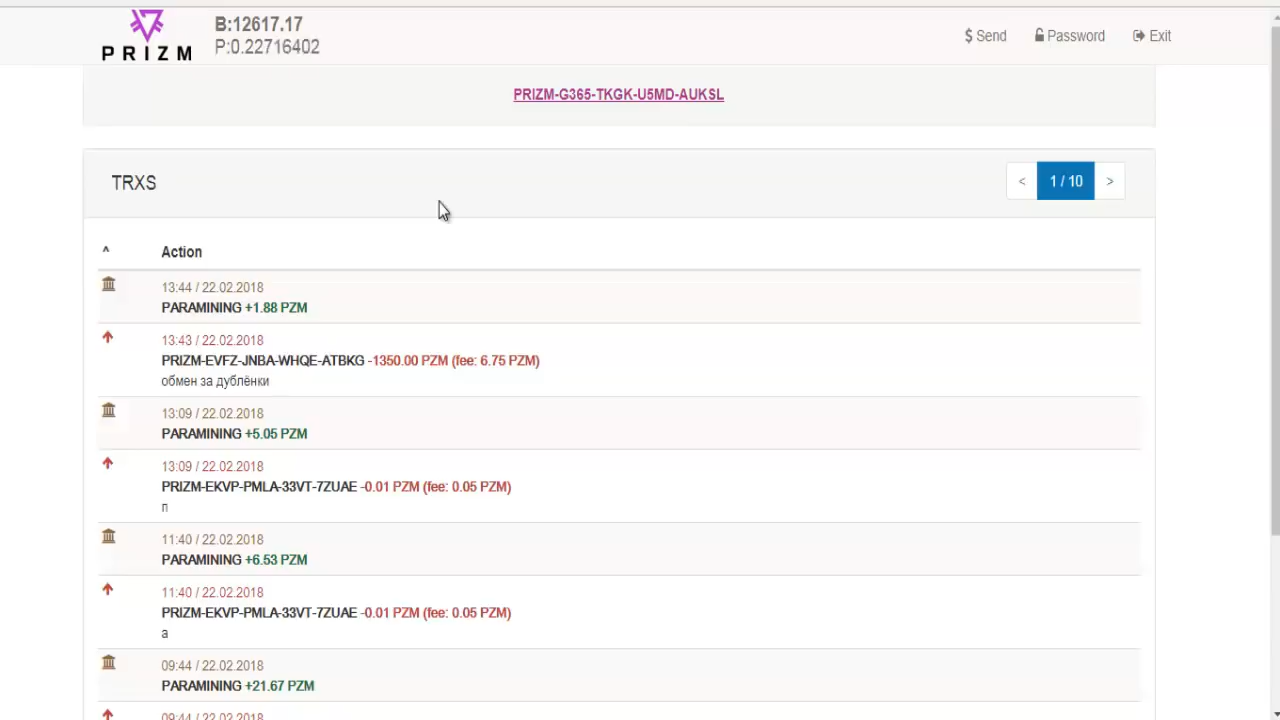 PRIZM
B:12617.17
P:0.22716402
$ Send
Password
Exit
PRIZM-G365-TKGK-U5MD-AUKSL
TRXS
< 1 / 10 >
^ Action
13:44 / 22.02.2018
PARAMINING +1.88 PZM
13:43 / 22.02.2018
PRIZM-EVFZ-JNBA-WHQE-ATBKG -1350.00 PZM (fee: 6.75 PZM)
обмен за дублёнки
13:09 / 22.02.2018
PARAMINING +5.05 PZM
13:09 / 22.02.2018
PRIZM-EKVP-PMLA-33VT-7ZUAE -0.01 PZM (fee: 0.05 PZM)
п
11:40 / 22.02.2018
PARAMINING +6.53 PZM
11:40 / 22.02.2018
PRIZM-EKVP-PMLA-33VT-7ZUAE -0.01 PZM (fee: 0.05 PZM)
а
09:44 / 22.02.2018
PARAMINING +21.67 PZM
09:44 / 22.02.2018